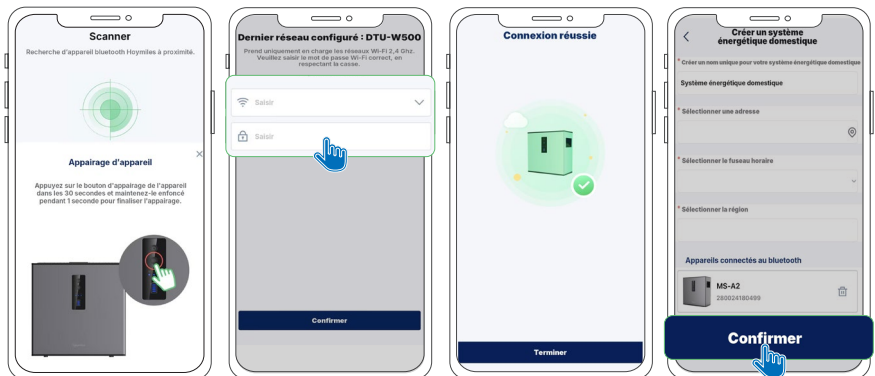 Scanner
Recherche d'appareil bluetooth Hoymiles à proximité.
Appairage d'appareil
Appuyez sur le bouton d'appairage de l'appareil
dans les 30 secondes et maintenez-le enfoncé
pendant 1 seconde pour finaliser l'appairage.
Dernier réseau configuré : DTU-W500
Prend uniquement en charge les réseaux Wi-Fi 2,4 Ghz.
Veuillez saisir le mot de passe Wi-Fi correct, en
respectant la casse.
Saisir
Saisir
Confirmer
Connexion réussie
Terminer
Créer un système
énergétique domestique
* Créer un nom unique pour votre système énergétique domestique
Système énergétique domestique
* Sélectionner une adresse
* Sélectionner le fuseau horaire
* Sélectionner la région
Appareils connectés au bluetooth
MS-A2
280024180499
Confirmer